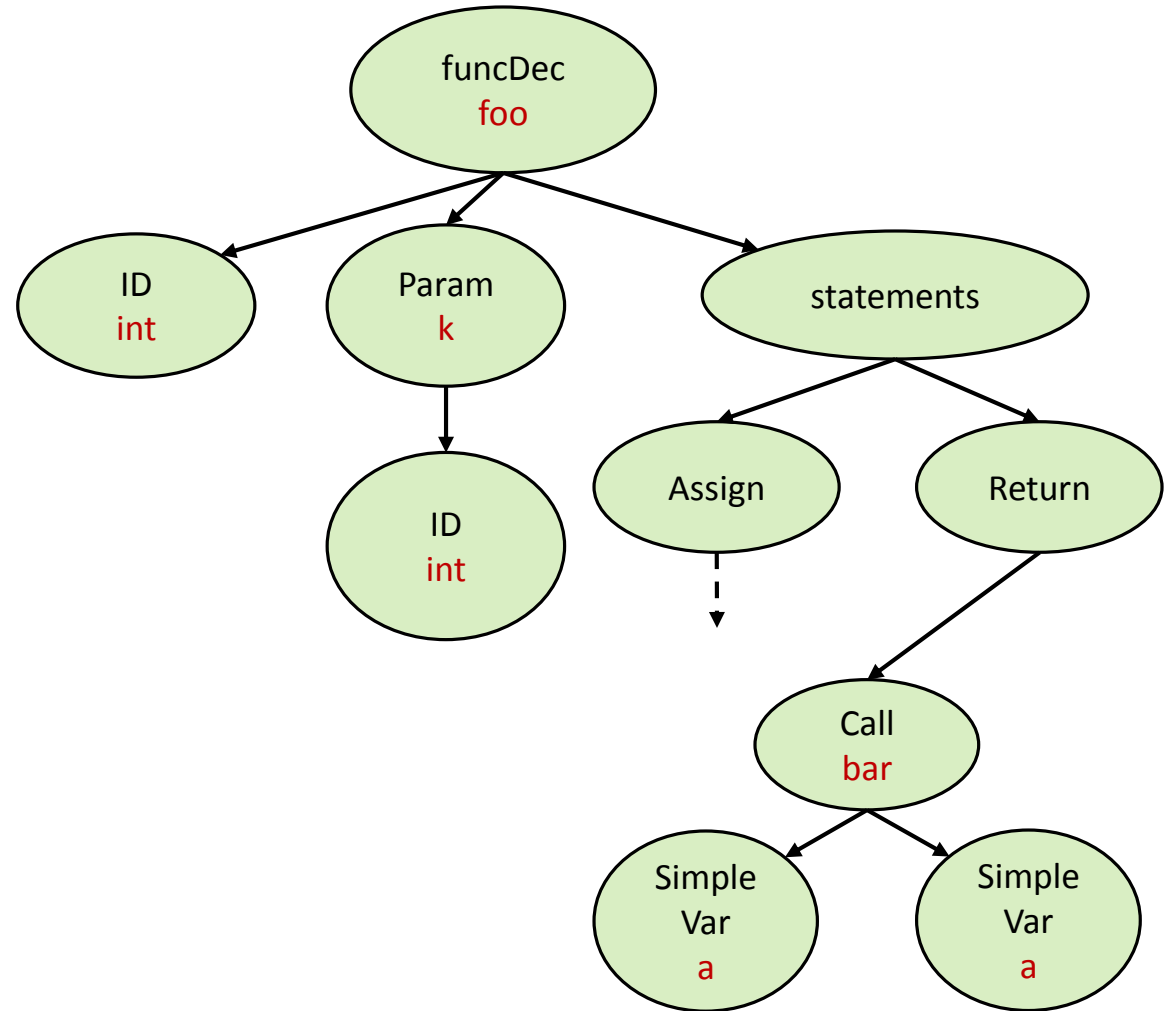 funcDec
foo
ID
int
Param
k
statements
ID
int
Assign
Return
Call
bar
Simple
Var
a
Simple
Var
a